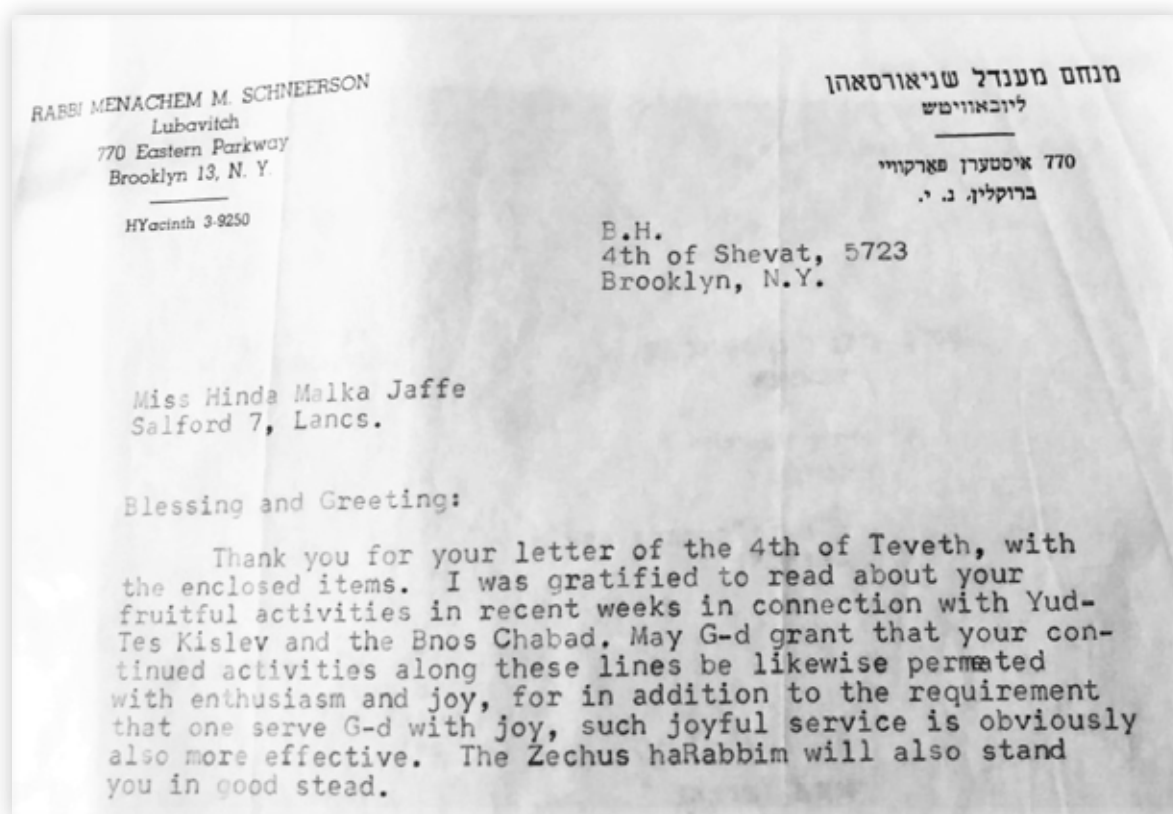 RABBI MENACHEM M. SCHNEERSON
Lubavitch
770 Eastern Parkway
Brooklyn 13, N. Y.
HYacinth 3-9250
מנחם מענדל שניאורסאהן
ליובאוויטש
770 איסטערן פארקוויי
ברוקלין, נ. י.
B.H.
4th of Shevat, 5723
Brooklyn, N.Y.
Miss Hinda Malka Jaffe
Salford 7, Lancs.
Blessing and Greeting:
Thank you for your letter of the 4th of Teveth, with
the enclosed items. I was gratified to read about your
fruitful activities in recent weeks in connection with Yud-
Tes Kislev and the Bnos Chabad. May G-d grant that your con-
tinued activities along these lines be likewise permeated
with enthusiasm and joy, for in addition to the requirement
that one serve G-d with joy, such joyful service is obviously
also more effective. The Zechus haRabbim will also stand
you in good stead.